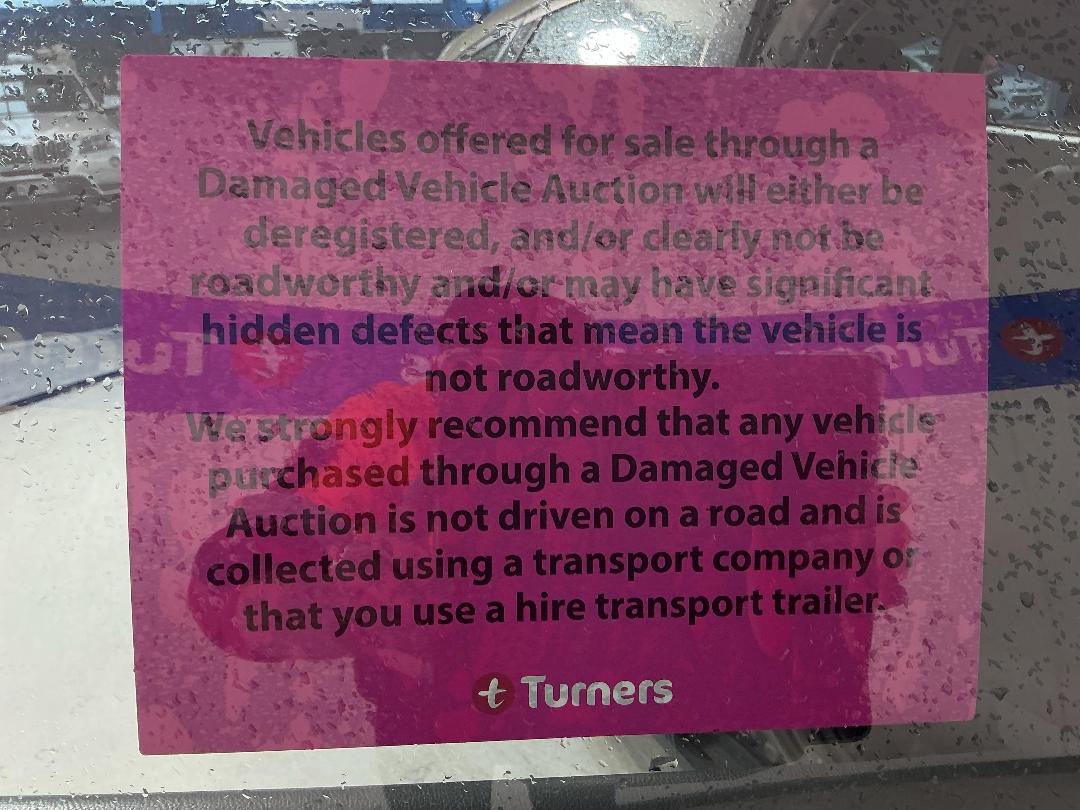 Vehicles offered for sale through a
Damaged Vehicle Auction will either be
deregistered, and/or clearly not be
roadworthy and/or may have significant
hidden defects that mean the vehicle is
not roadworthy.
We strongly recommend that any vehicle
purchased through a Damaged Vehicle
Auction is not driven on a road and is
collected using a transport company or
that you use a hire transport trailer.
t Turners
Turners